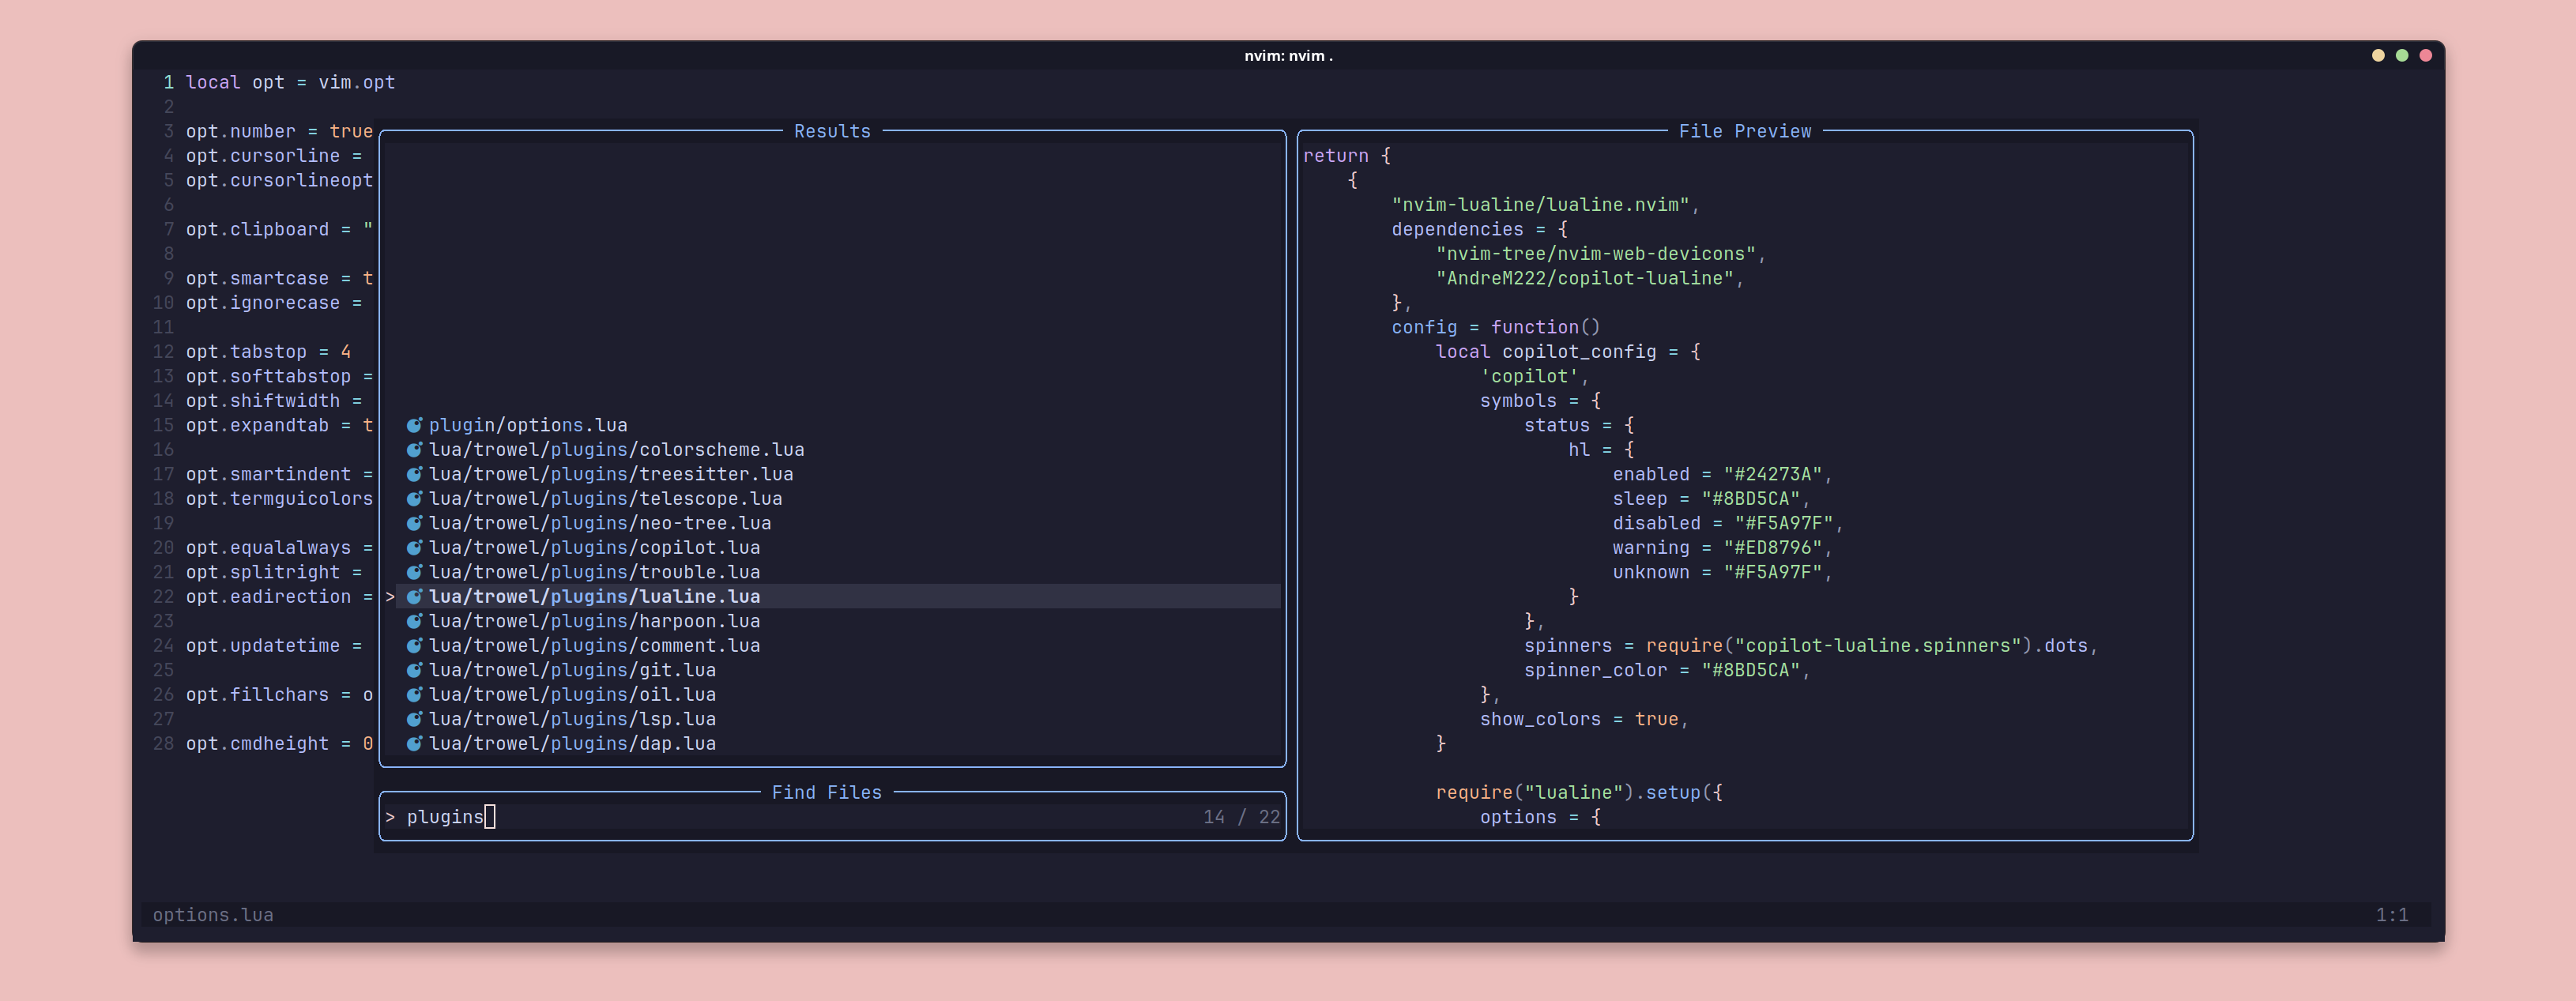 nvim: nvim .
1 local opt = vim.opt
2
3 opt.number = true
4 opt.cursorline =
5 opt.cursorlineopt
6
7 opt.clipboard = "
8
9 opt.smartcase = t
10 opt.ignorecase =
11
12 opt.tabstop = 4
13 opt.softtabstop =
14 opt.shiftwidth =
15 opt.expandtab = t
16
17 opt.smartindent =
18 opt.termguicolors
19
20 opt.equalalways =
21 opt.splitright =
22 opt.eadirection =
23
24 opt.updatetime =
25
26 opt.fillchars = o
27
28 opt.cmdheight = 0
Results
plugin/options.lua
lua/trowel/plugins/colorscheme.lua
lua/trowel/plugins/treesitter.lua
lua/trowel/plugins/telescope.lua
lua/trowel/plugins/neo-tree.lua
lua/trowel/plugins/copilot.lua
lua/trowel/plugins/trouble.lua
> lua/trowel/plugins/lualine.lua
lua/trowel/plugins/harpoon.lua
lua/trowel/plugins/comment.lua
lua/trowel/plugins/git.lua
lua/trowel/plugins/oil.lua
lua/trowel/plugins/lsp.lua
lua/trowel/plugins/dap.lua
Find Files
> plugins 14 / 22
File Preview
return {
    {
        "nvim-lualine/lualine.nvim",
        dependencies = {
            "nvim-tree/nvim-web-devicons",
            "AndreM222/copilot-lualine",
        },
        config = function()
            local copilot_config = {
                'copilot',
                symbols = {
                    status = {
                        hl = {
                            enabled = "#24273A",
                            sleep = "#8BD5CA",
                            disabled = "#F5A97F",
                            warning = "#ED8796",
                            unknown = "#F5A97F",
                        }
                    },
                    spinners = require("copilot-lualine.spinners").dots,
                    spinner_color = "#8BD5CA",
                },
                show_colors = true,
            }

            require("lualine").setup({
                options = {
options.lua 1:1